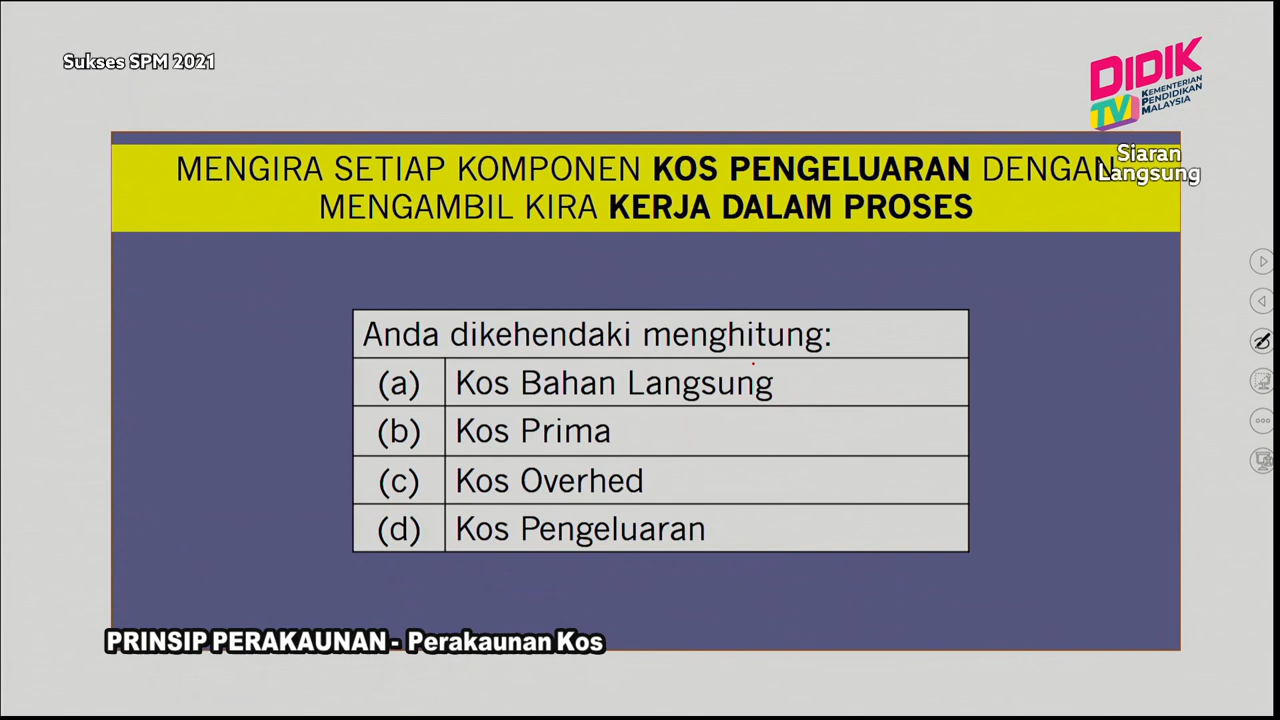 Sukses SPM 2021
DIDIK
TV
KEMENTERIAN
PENDIDIKAN
MALAYSIA
Siaran
Langsung
MENGIRA SETIAP KOMPONEN KOS PENGELUARAN DENGAN
MENGAMBIL KIRA KERJA DALAM PROSES
Anda dikehendaki menghitung:
(a) Kos Bahan Langsung
(b) Kos Prima
(c) Kos Overhed
(d) Kos Pengeluaran
PRINSIP PERAKAUNAN - Perakaunan Kos